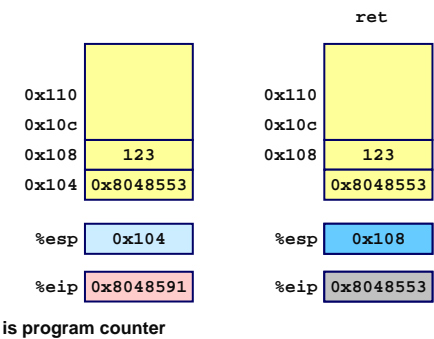 ret
0x110 0x110
0x10c 0x10c
0x108 123 0x108 123
0x104 0x8048553 0x8048553
%esp 0x104 %esp 0x108
%eip 0x8048591 %eip 0x8048553
is program counter